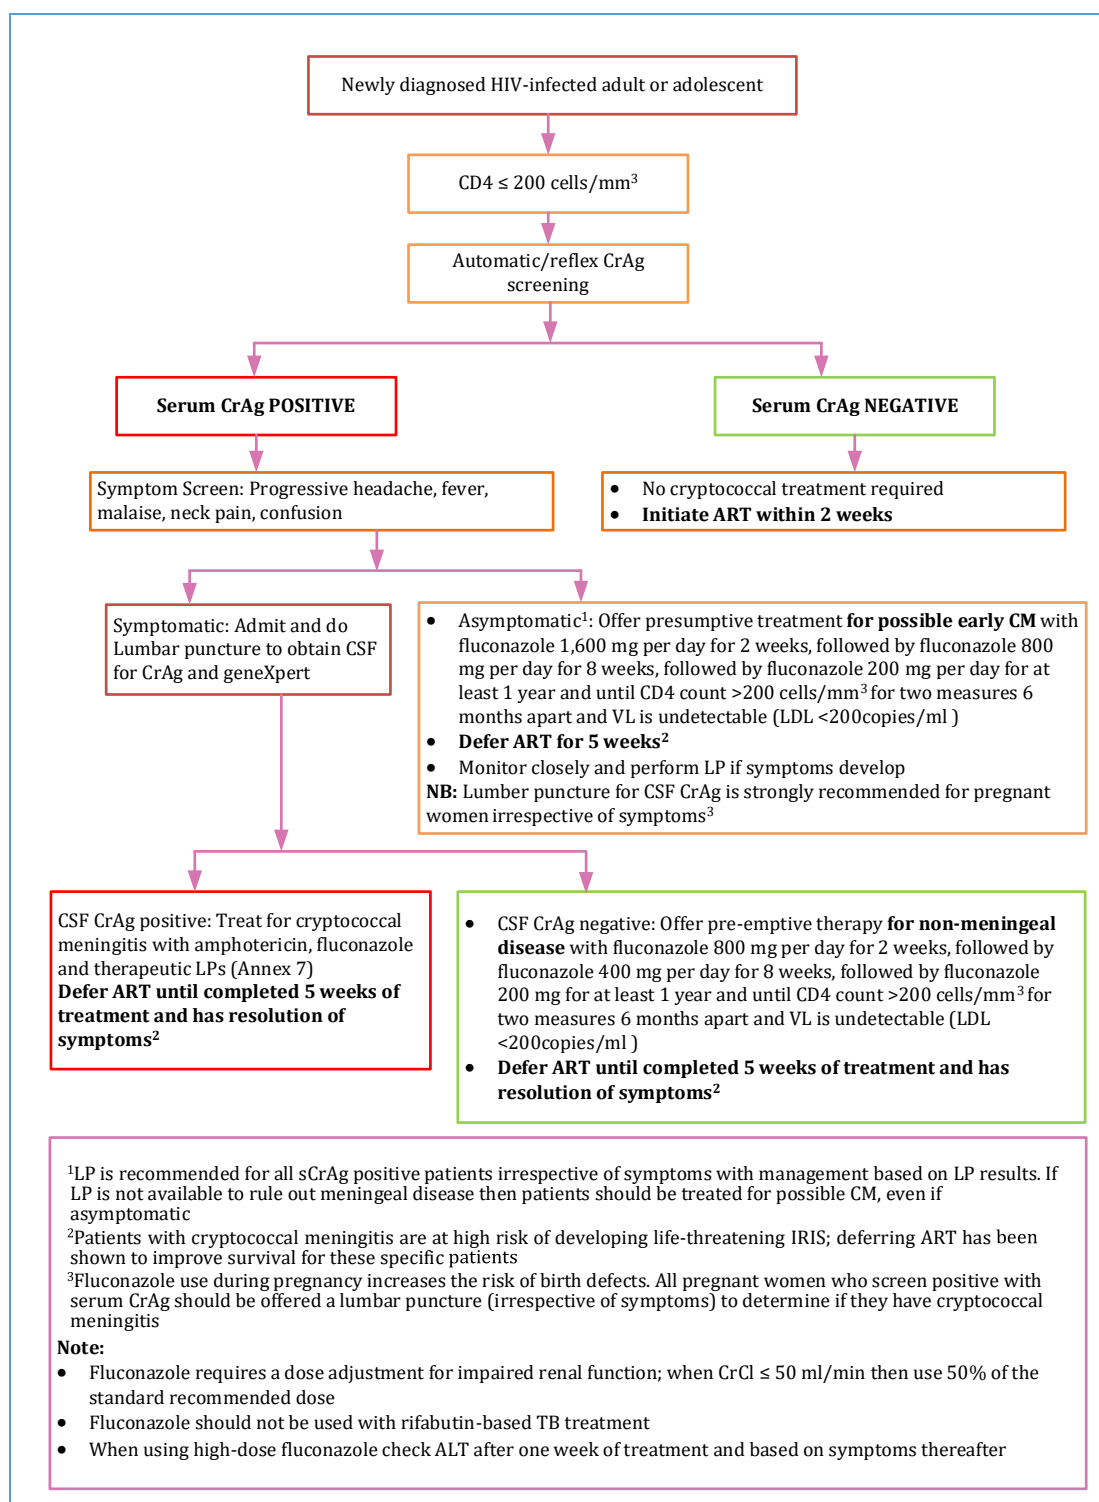 Newly diagnosed HIV-infected adult or adolescent
CD4 ≤ 200 cells/mm³
Automatic/reflex CrAg
screening
Serum CrAg POSITIVE
Serum CrAg NEGATIVE
Symptom Screen: Progressive headache, fever,
malaise, neck pain, confusion
• No cryptococcal treatment required
• Initiate ART within 2 weeks
Symptomatic: Admit and do
Lumbar puncture to obtain CSF
for CrAg and geneXpert
• Asymptomatic¹: Offer presumptive treatment for possible early CM with
fluconazole 1,600 mg per day for 2 weeks, followed by fluconazole 800
mg per day for 8 weeks, followed by fluconazole 200 mg per day for at
least 1 year and until CD4 count >200 cells/mm³ for two measures 6
months apart and VL is undetectable (LDL <200copies/ml )
• Defer ART for 5 weeks²
• Monitor closely and perform LP if symptoms develop
NB: Lumber puncture for CSF CrAg is strongly recommended for pregnant
women irrespective of symptoms³
CSF CrAg positive: Treat for cryptococcal
meningitis with amphotericin, fluconazole
and therapeutic LPs (Annex 7)
Defer ART until completed 5 weeks of
treatment and has resolution of
symptoms²
• CSF CrAg negative: Offer pre-emptive therapy for non-meningeal
disease with fluconazole 800 mg per day for 2 weeks, followed by
fluconazole 400 mg per day for 8 weeks, followed by fluconazole
200 mg for at least 1 year and until CD4 count >200 cells/mm³ for
two measures 6 months apart and VL is undetectable (LDL
<200copies/ml )
• Defer ART until completed 5 weeks of treatment and has
resolution of symptoms²
¹LP is recommended for all sCrAg positive patients irrespective of symptoms with management based on LP results. If
LP is not available to rule out meningeal disease then patients should be treated for possible CM, even if
asymptomatic
²Patients with cryptococcal meningitis are at high risk of developing life-threatening IRIS; deferring ART has been
shown to improve survival for these specific patients
³Fluconazole use during pregnancy increases the risk of birth defects. All pregnant women who screen positive with
serum CrAg should be offered a lumbar puncture (irrespective of symptoms) to determine if they have cryptococcal
meningitis
Note:
• Fluconazole requires a dose adjustment for impaired renal function; when CrCl ≤ 50 ml/min then use 50% of the
standard recommended dose
• Fluconazole should not be used with rifabutin-based TB treatment
• When using high-dose fluconazole check ALT after one week of treatment and based on symptoms thereafter